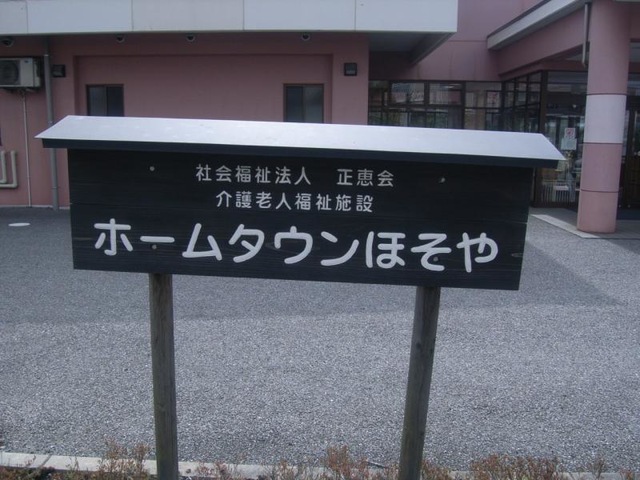 社会福祉法人 正恵会
介護老人福祉施設
ホームタウンほそや